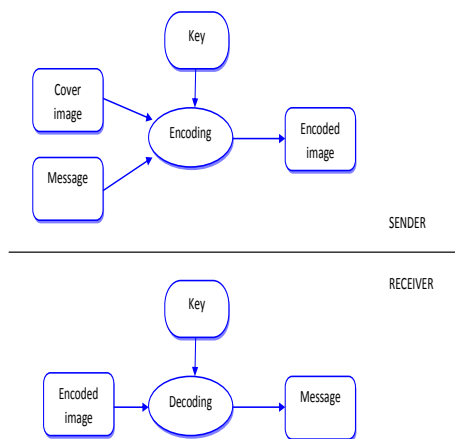 Key
Cover
image
Encoding
Encoded
image
Message
SENDER
RECEIVER
Key
Encoded
image
Decoding
Message